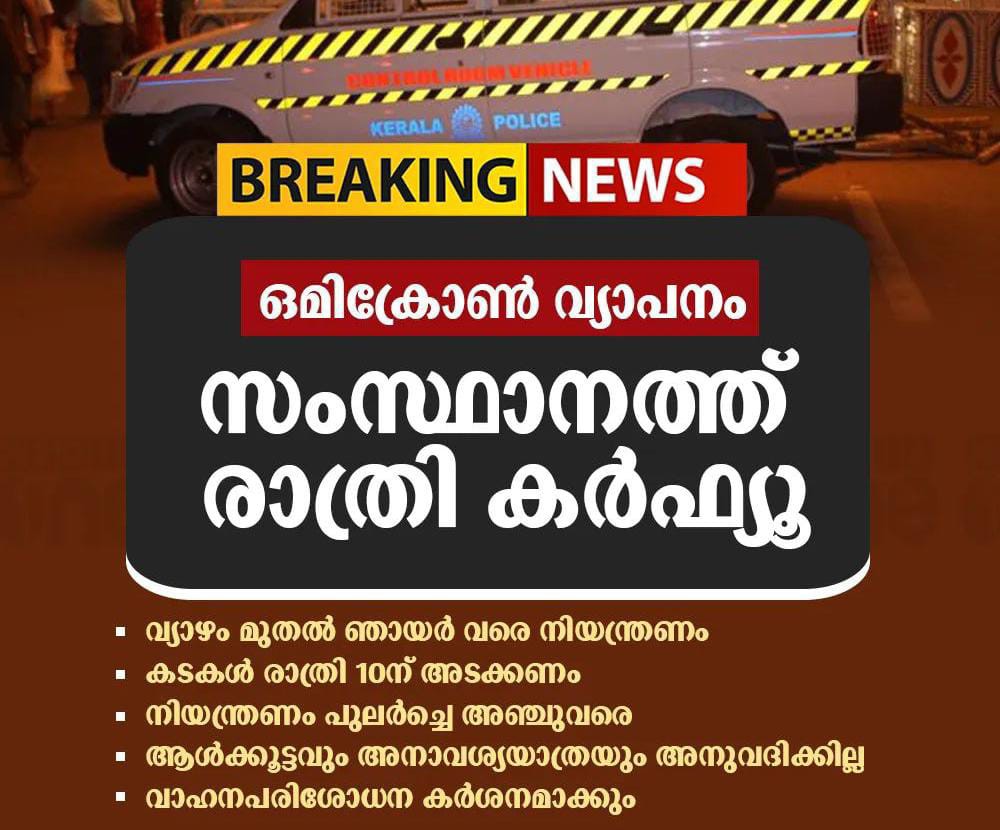 CONTROL ROOM VEHICLE
KERALA POLICE
BREAKING NEWS
ഒമിക്രോൺ വ്യാപനം
സംസ്ഥാനത്ത്
രാത്രി കർഫ്യൂ
▪ വ്യാഴം മുതൽ ഞായർ വരെ നിയന്ത്രണം
▪ കടകൾ രാത്രി 10ന് അടക്കണം
▪ നിയന്ത്രണം പുലർച്ചെ അഞ്ചുവരെ
▪ ആൾക്കൂട്ടവും അനാവശ്യയാത്രയും അനുവദിക്കില്ല
▪ വാഹനപരിശോധന കർശനമാക്കും